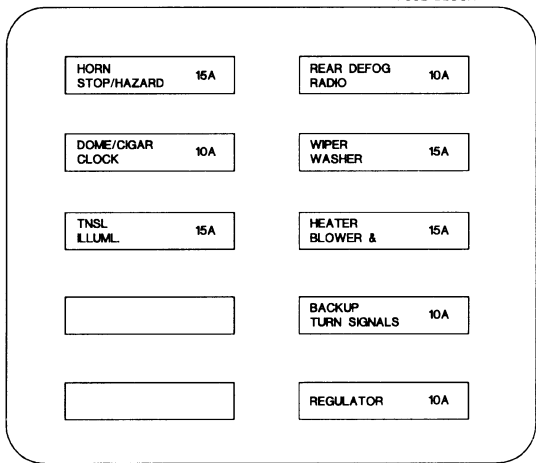 HORN
STOP/HAZARD 15A
REAR DEFOG
RADIO 10A
DOME/CIGAR
CLOCK 10A
WIPER
WASHER 15A
TNSL
ILLUML. 15A
HEATER
BLOWER & 15A
BACKUP
TURN SIGNALS 10A
REGULATOR 10A